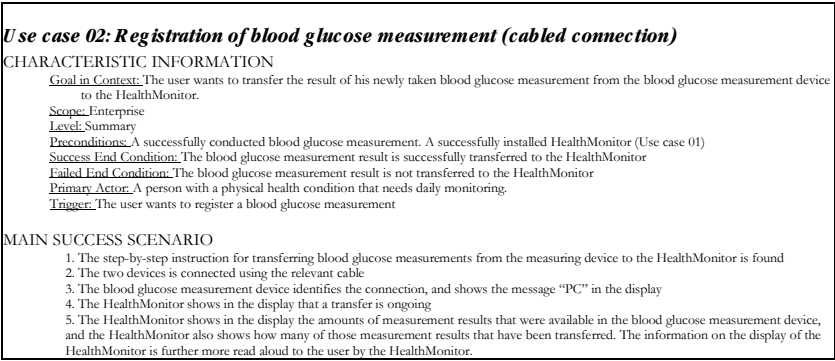 Use case 02: Registration of blood glucose measurement (cabled connection)
CHARACTERISTIC INFORMATION
Goal in Context: The user wants to transfer the result of his newly taken blood glucose measurement from the blood glucose measurement device
to the HealthMonitor.
Scope: Enterprise
Level: Summary
Preconditions: A successfully conducted blood glucose measurement. A successfully installed HealthMonitor (Use case 01)
Success End Condition: The blood glucose measurement result is successfully transferred to the HealthMonitor
Failed End Condition: The blood glucose measurement result is not transferred to the HealthMonitor
Primary Actor: A person with a physical health condition that needs daily monitoring.
Trigger: The user wants to register a blood glucose measurement
MAIN SUCCESS SCENARIO
1. The step-by-step instruction for transferring blood glucose measurements from the measuring device to the HealthMonitor is found
2. The two devices is connected using the relevant cable
3. The blood glucose measurement device identifies the connection, and shows the message “PC” in the display
4. The HealthMonitor shows in the display that a transfer is ongoing
5. The HealthMonitor shows in the display the amounts of measurement results that were available in the blood glucose measurement device,
and the HealthMonitor also shows how many of those measurement results that have been transferred. The information on the display of the
HealthMonitor is further more read aloud to the user by the HealthMonitor.